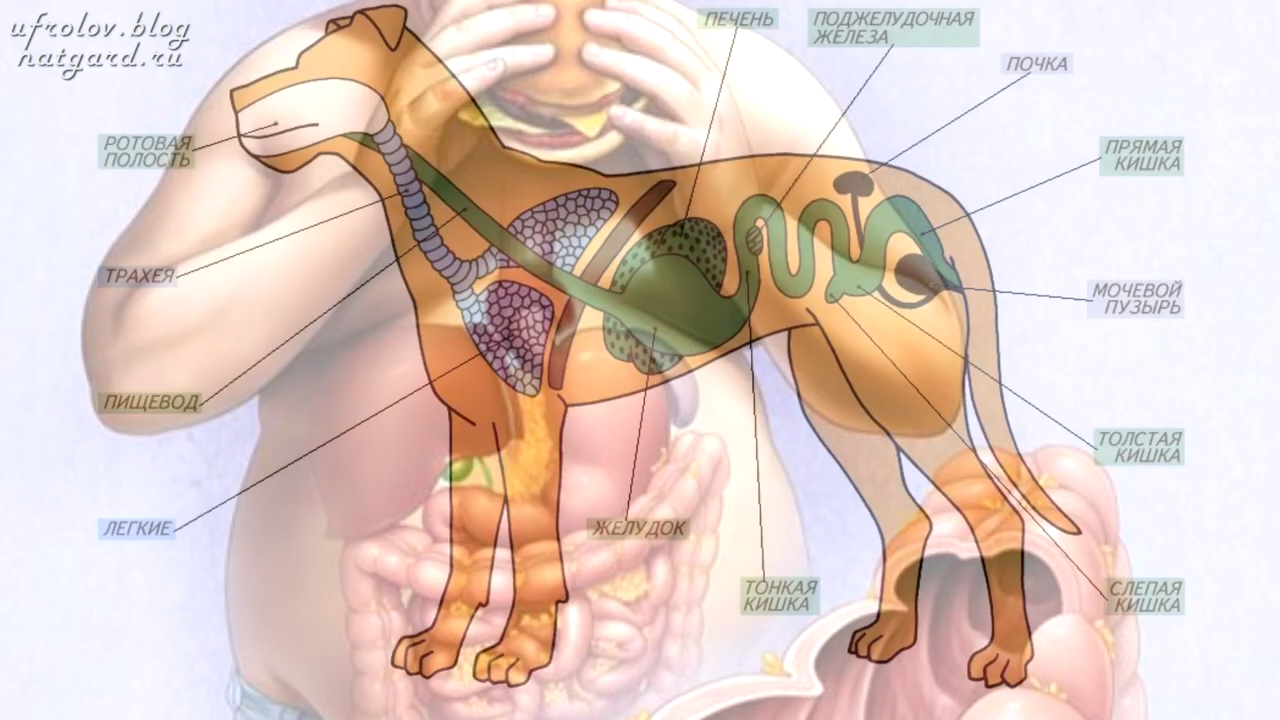 ufrolov.blog
natgard.ru
ПЕЧЕНЬ
ПОДЖЕЛУДОЧНАЯ
ЖЕЛЕЗА
ПОЧКА
РОТОВАЯ
ПОЛОСТЬ
ПРЯМАЯ
КИШКА
ТРАХЕЯ
МОЧЕВОЙ
ПУЗЫРЬ
ПИЩЕВОД
ТОЛСТАЯ
КИШКА
ЛЕГКИЕ
ЖЕЛУДОК
ТОНКАЯ
КИШКА
СЛЕПАЯ
КИШКА